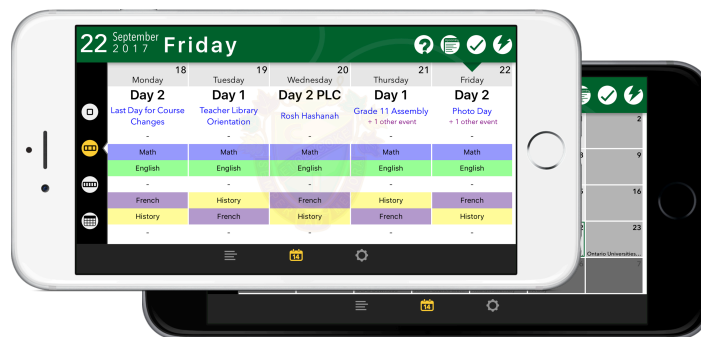 22 September 2017 Friday
18 19 20 21 22
Monday Tuesday Wednesday Thursday Friday
Day 2 Day 1 Day 2 PLC Day 1 Day 2
Last Day for Course Changes
Teacher Library Orientation
Rosh Hashanah
Grade 11 Assembly
+ 1 other event
Photo Day
+ 1 other event
- - - - -
Math Math Math Math Math
English English English English English
- - - - -
French History French History French
History French History French History
- - - - -
14
2
9
16
23
Ontario Universities...
7
14